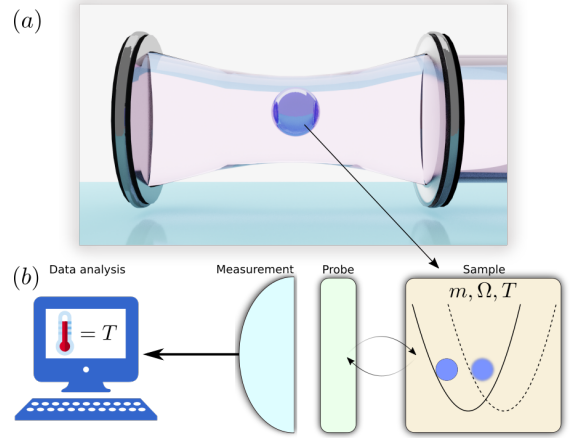 (a)
(b)
Data analysis
Measurement
Probe
Sample
= T
m, Ω, T